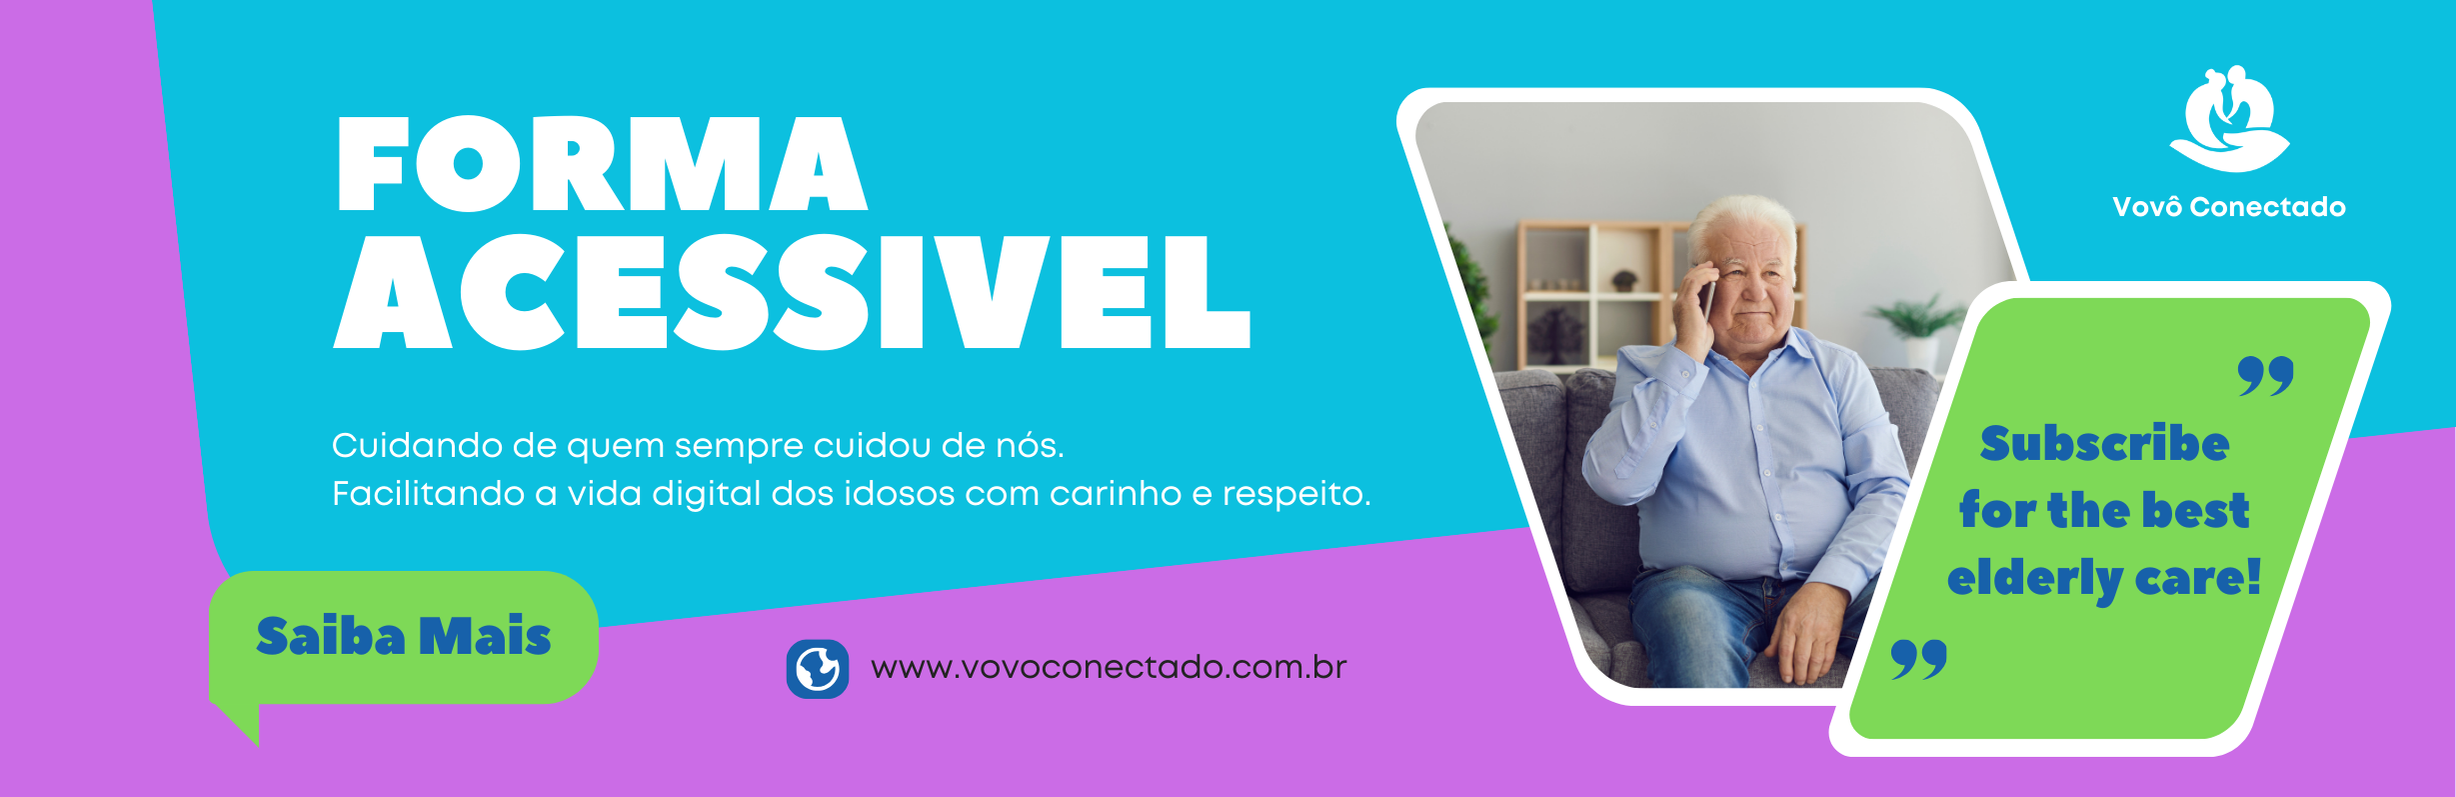 FORMA
ACESSIVEL
Cuidando de quem sempre cuidou de nós.
Facilitando a vida digital dos idosos com carinho e respeito.
Saiba Mais
www.vovoconectado.com.br
Vovô Conectado
”
Subscribe
for the best
elderly care!
”